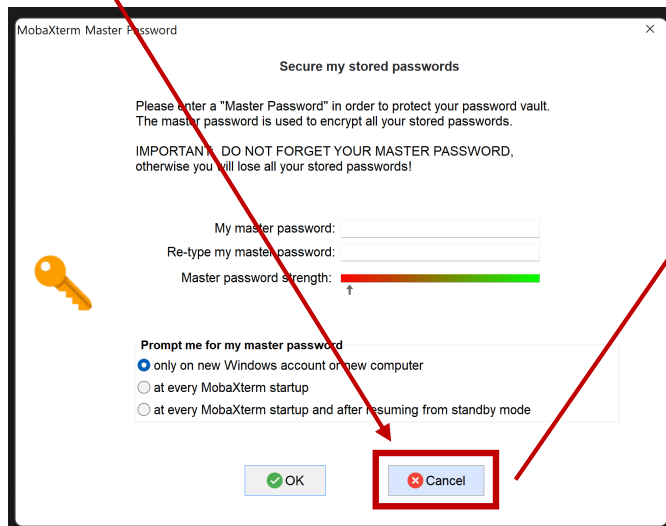 MobaXterm Master Password
Secure my stored passwords
Please enter a "Master Password" in order to protect your password vault.
The master password is used to encrypt all your stored passwords.
IMPORTANT: DO NOT FORGET YOUR MASTER PASSWORD,
otherwise you will lose all your stored passwords!
My master password:
Re-type my master password:
Master password strength:
Prompt me for my master password
only on new Windows account or new computer
at every MobaXterm startup
at every MobaXterm startup and after resuming from standby mode
OK
Cancel